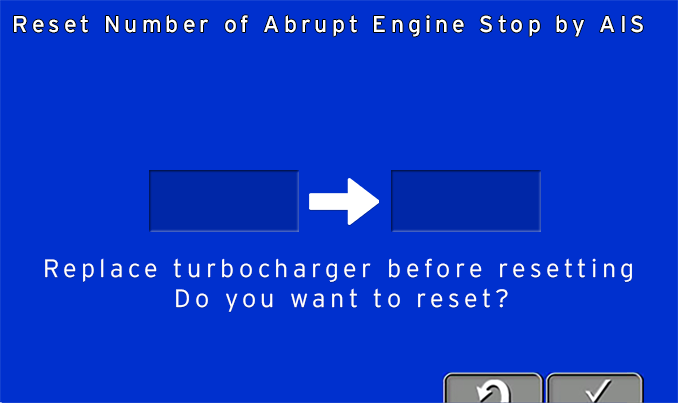 Reset Number of Abrupt Engine Stop by AIS
Replace turbocharger before resetting
Do you want to reset?